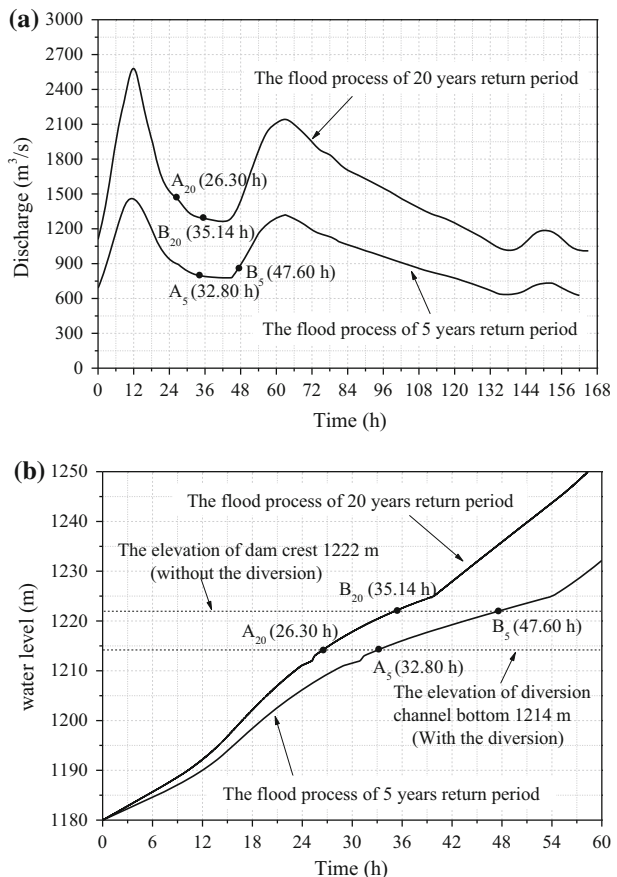 (a)
3000
2700
2400
2100
1800
1500
1200
900
600
300
0
Discharge (m³/s)
The flood process of 20 years return period
A₂₀ (26.30 h)
B₂₀ (35.14 h)
B₅ (47.60 h)
A₅ (32.80 h)
The flood process of 5 years return period
0 12 24 36 48 60 72 84 96 108 120 132 144 156 168
Time (h)
(b)
1250
1240
1230
1220
1210
1200
1190
1180
water level (m)
The flood process of 20 years return period
The elevation of dam crest 1222 m
(without the diversion)
B₂₀ (35.14 h)
A₂₀ (26.30 h)
B₅ (47.60 h)
A₅ (32.80 h)
The elevation of diversion
channel bottom 1214 m
(With the diversion)
The flood process of 5 years return period
0 6 12 18 24 30 36 42 48 54 60
Time (h)